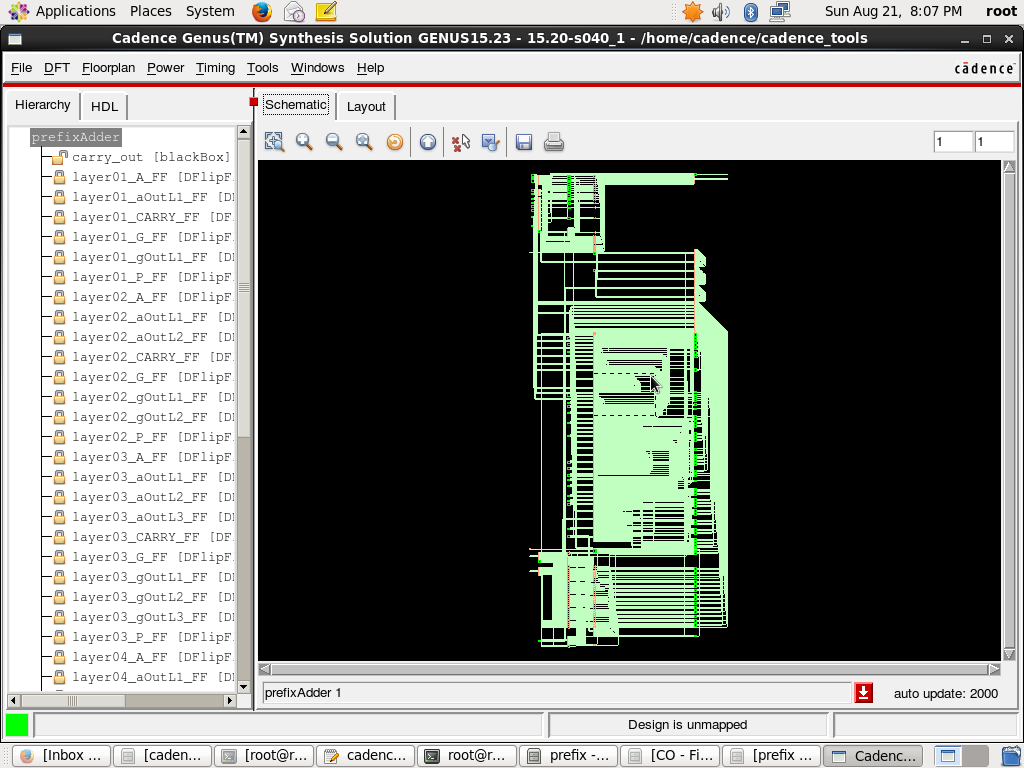 Applications Places System Sun Aug 21, 8:07 PM root
Cadence Genus(TM) Synthesis Solution GENUS15.23 - 15.20-s040_1 - /home/cadence/cadence_tools
File DFT Floorplan Power Timing Tools Windows Help cādence
Hierarchy HDL
Schematic Layout
1 1
prefixAdder
carry_out [blackBox]
layer01_A_FF [DFlipF
layer01_aOutL1_FF [D
layer01_CARRY_FF [DF
layer01_G_FF [DFlipF
layer01_gOutL1_FF [D
layer01_P_FF [DFlipF
layer02_A_FF [DFlipF
layer02_aOutL1_FF [D
layer02_aOutL2_FF [D
layer02_CARRY_FF [DF
layer02_G_FF [DFlipF
layer02_gOutL1_FF [D
layer02_gOutL2_FF [D
layer02_P_FF [DFlipF
layer03_A_FF [DFlipF
layer03_aOutL1_FF [D
layer03_aOutL2_FF [D
layer03_aOutL3_FF [D
layer03_CARRY_FF [DF
layer03_G_FF [DFlipF
layer03_gOutL1_FF [D
layer03_gOutL2_FF [D
layer03_gOutL3_FF [D
layer03_P_FF [DFlipF
layer04_A_FF [DFlipF
layer04_aOutL1_FF [D
prefixAdder 1 auto update: 2000
Design is unmapped
[Inbox ... [caden... [root@r... cadenc... root@r... prefix -... [CO - Fi... [prefix ... Cadenc...